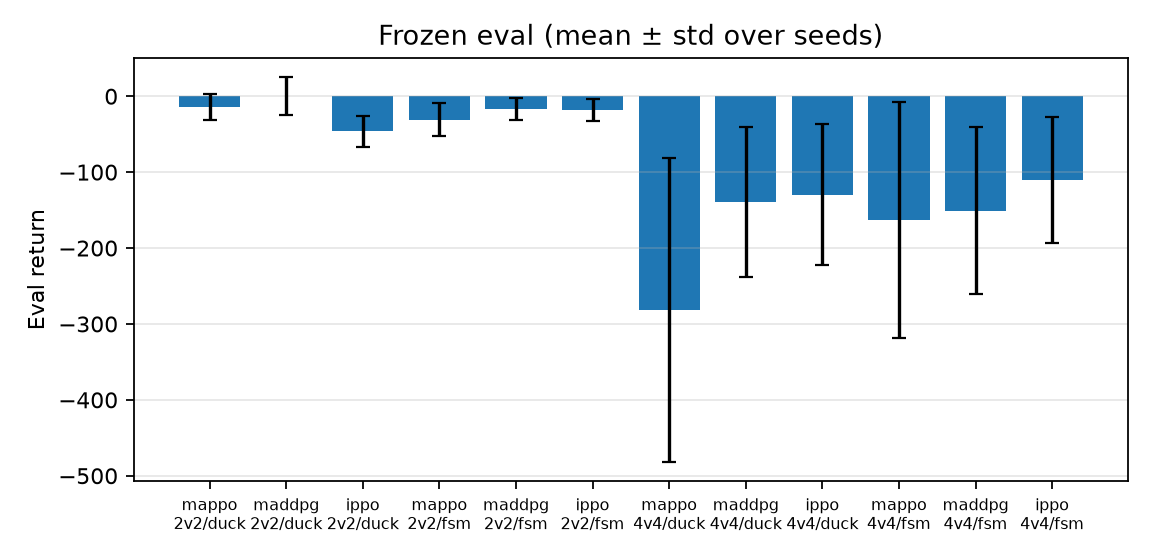 Frozen eval (mean ± std over seeds)
Eval return
0
−100
−200
−300
−400
−500
mappo 2v2/duck
maddpg 2v2/duck
ippo 2v2/duck
mappo 2v2/fsm
maddpg 2v2/fsm
ippo 2v2/fsm
mappo 4v4/duck
maddpg 4v4/duck
ippo 4v4/duck
mappo 4v4/fsm
maddpg 4v4/fsm
ippo 4v4/fsm